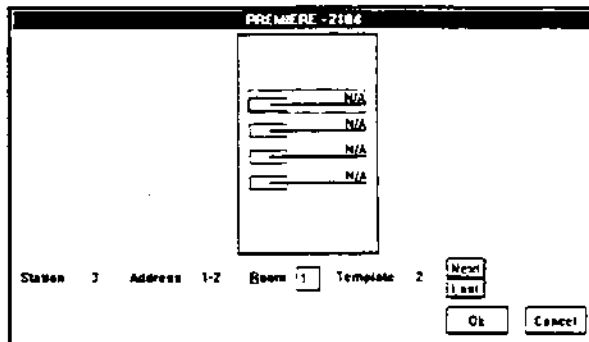 PREMIERE - 2104
N/A
N/A
N/A
N/A
Station 3 Address 1-2 Room 1 Template 2
Next
Last
Ok Cancel